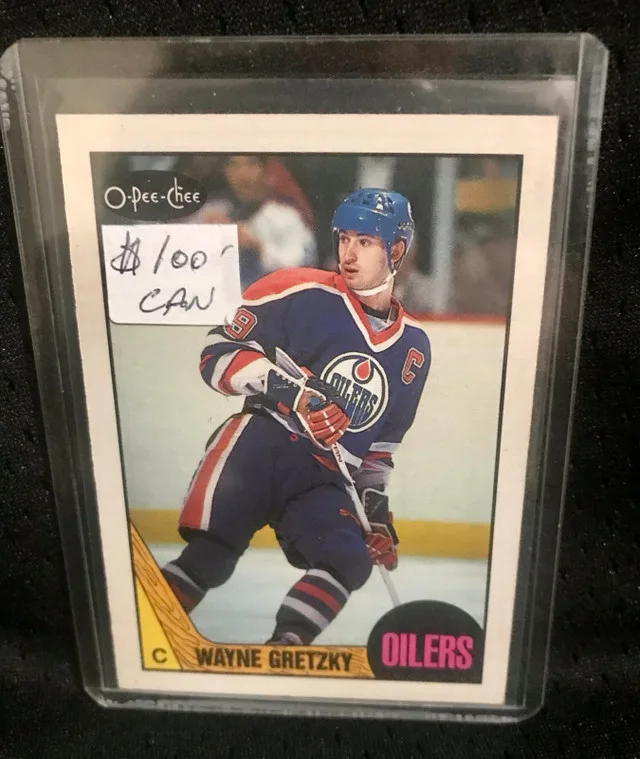 O-Pee-Chee
$100
CAN
9
C
OILERS
C WAYNE GRETZKY
OILERS